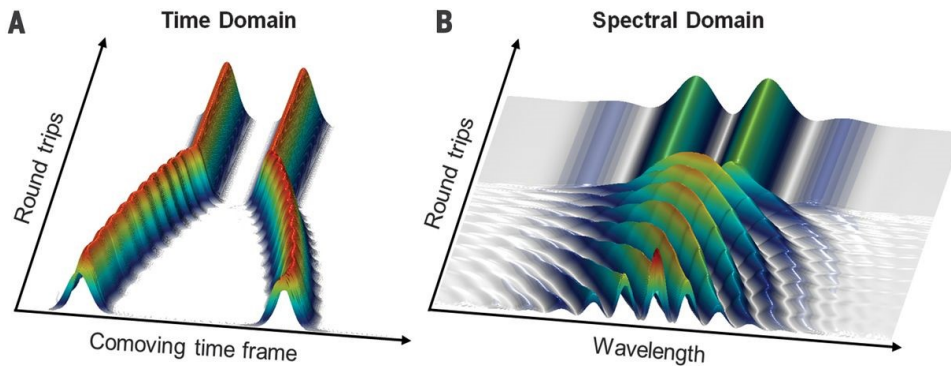 A
Time Domain
Round trips
Comoving time frame
B
Spectral Domain
Round trips
Wavelength